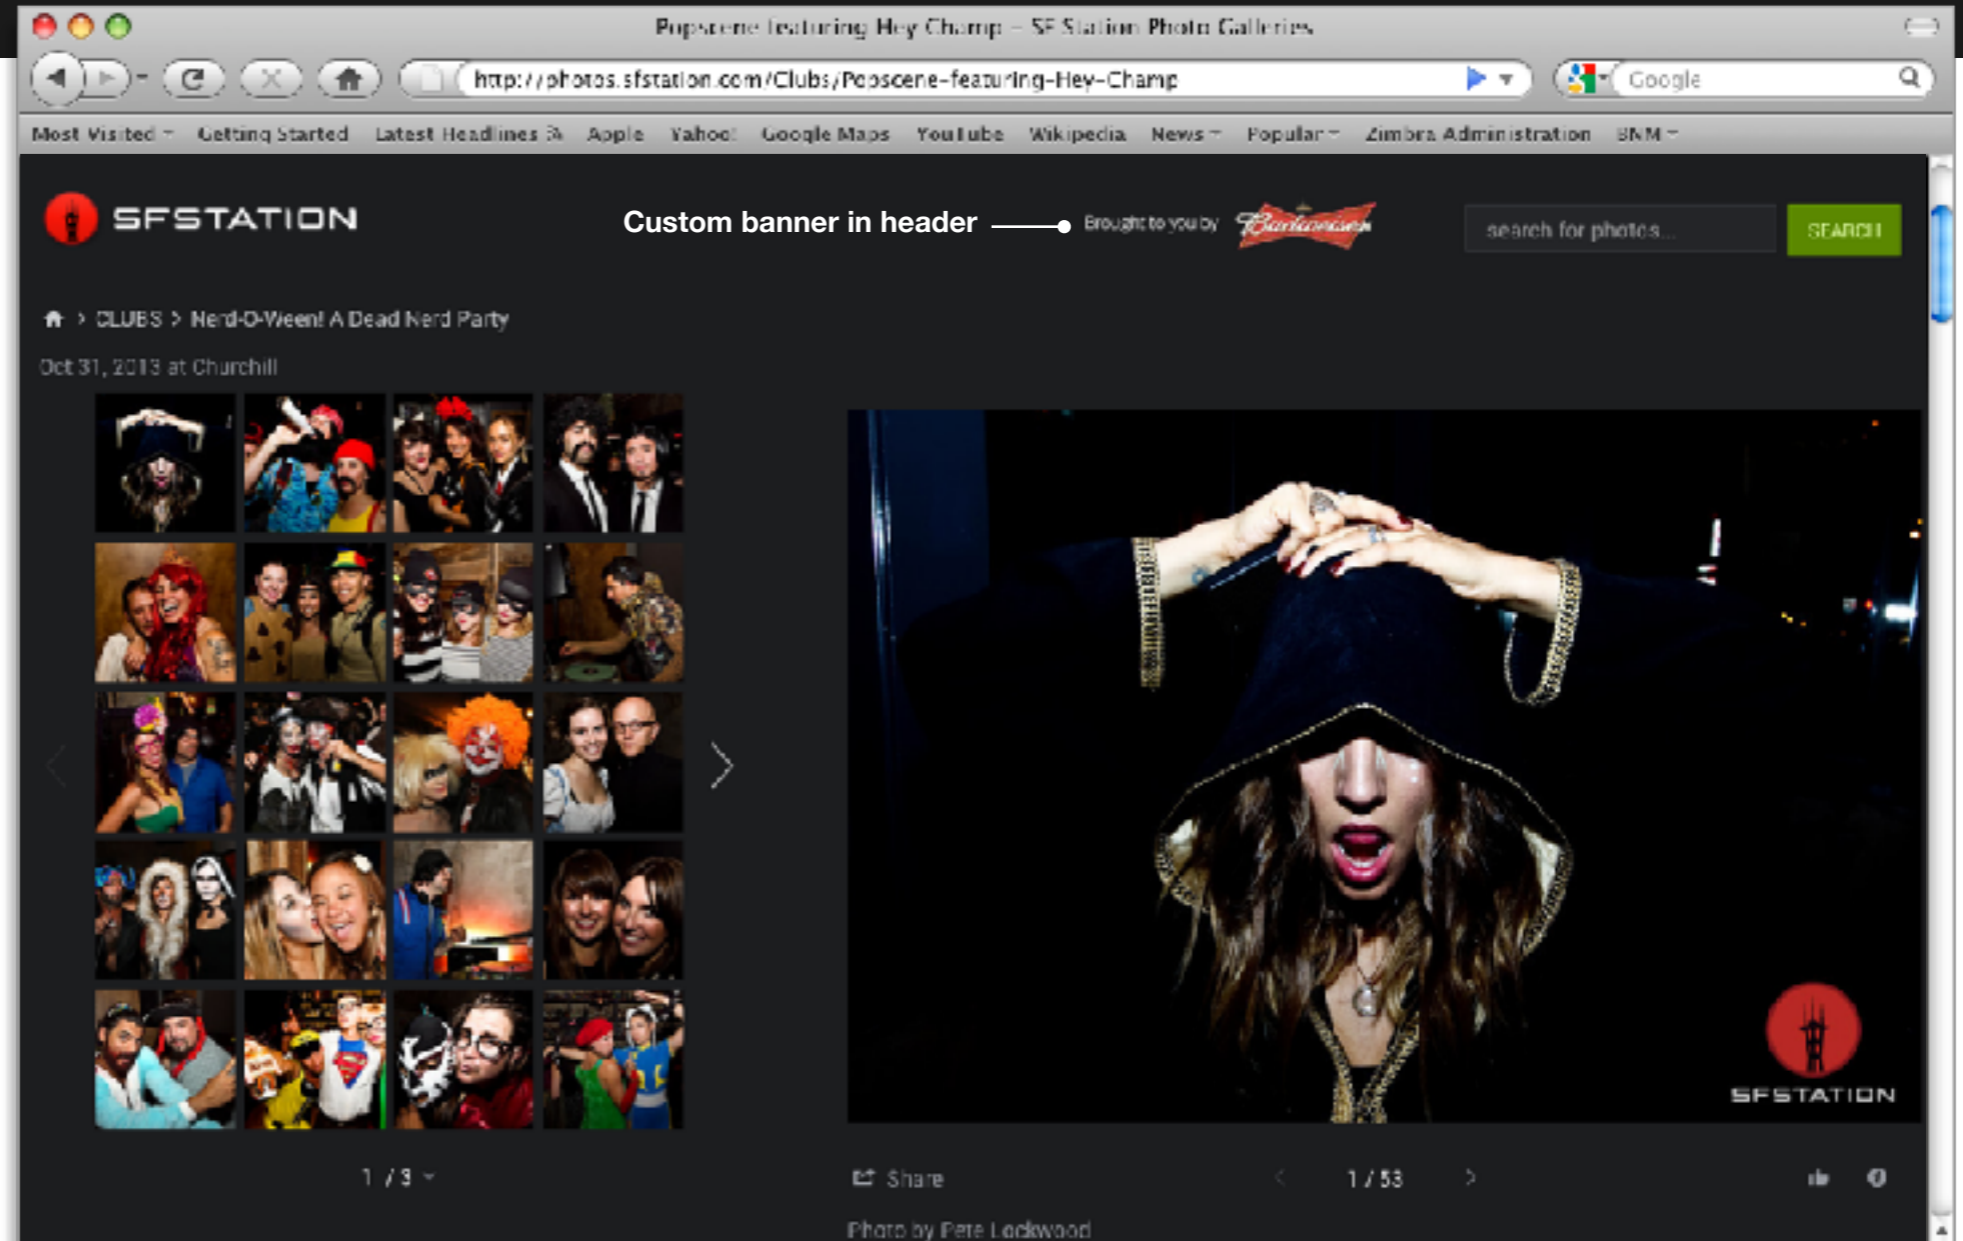 Popscene featuring Hey Champ – SF Station Photo Galleries
http://photos.sfstation.com/Clubs/Popscene-featuring-Hey-Champ
Google
Most Visited Getting Started Latest Headlines Apple Yahoo! Google Maps YouTube Wikipedia News Popular Zimbra Administration BNM
SFSTATION
Custom banner in header
Brought to you by
Budweiser
search for photos...
SEARCH
> CLUBS > Nerd-O-Ween! A Dead Nerd Party
Oct 31, 2013 at Churchill
SFSTATION
1 / 3
Share
< 1 / 53 >
Photo by Pete Lockwood